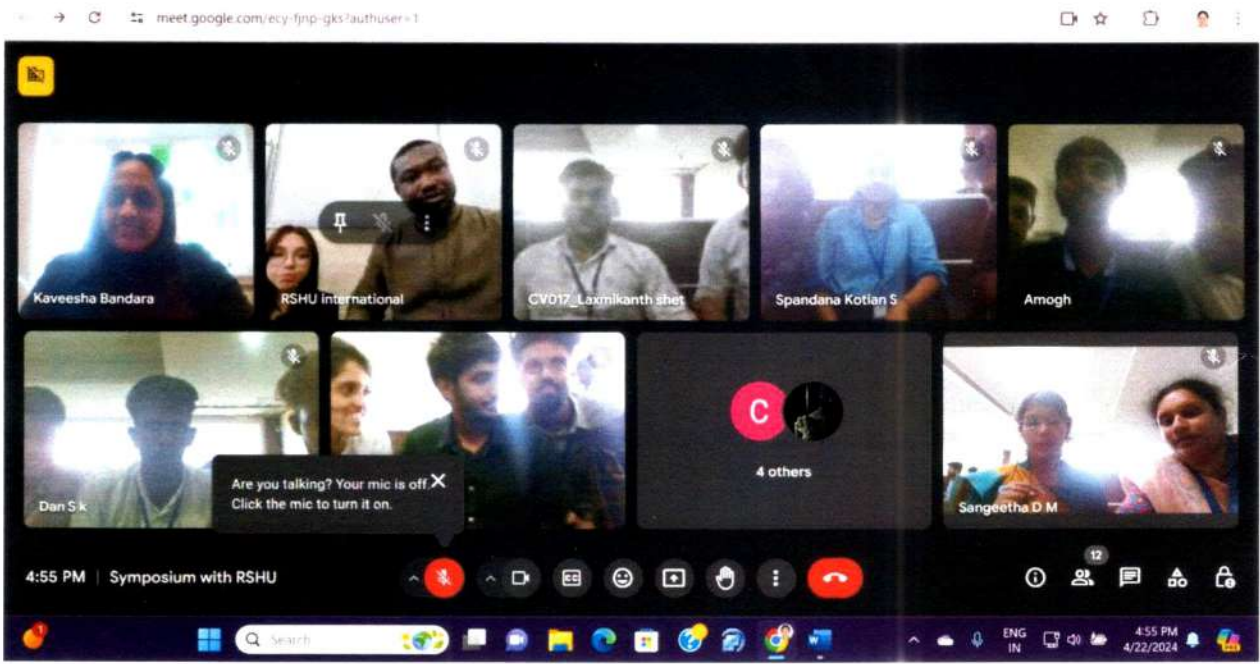 meet.google.com/ecy-fjnp-gks?authuser=1
Kaveesha Bandara
RSHU international
CV017_Laxmikanth shet
Spandana Kotian S
Amogh
Dan S k
Are you talking? Your mic is off.
Click the mic to turn it on.
C
4 others
Sangeetha D M
4:55 PM | Symposium with RSHU
CC
12
1
Search
W
ENG
IN
4:55 PM
4/22/2024